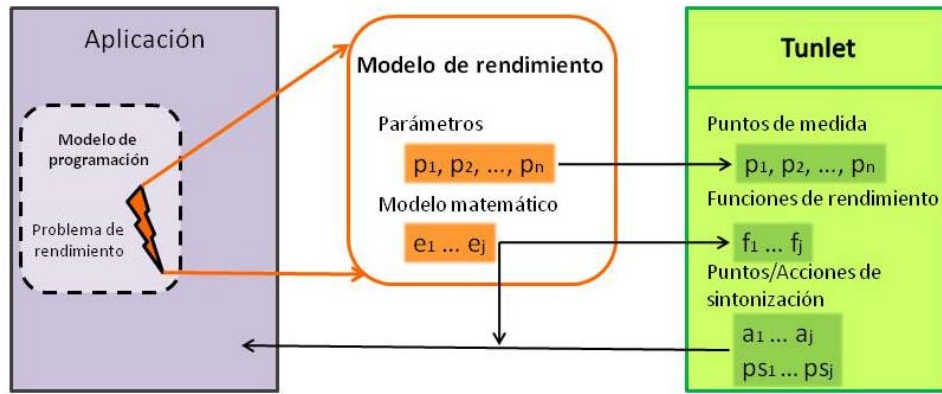 Aplicación
Modelo de
programación
Problema de
rendimiento
Modelo de rendimiento
Parámetros
p1, p2, ..., pn
Modelo matemático
e1 ... ej
Tunlet
Puntos de medida
p1, p2, ..., pn
Funciones de rendimiento
f1 ... fj
Puntos/Acciones de
sintonización
a1 ... aj
ps1 ... psj